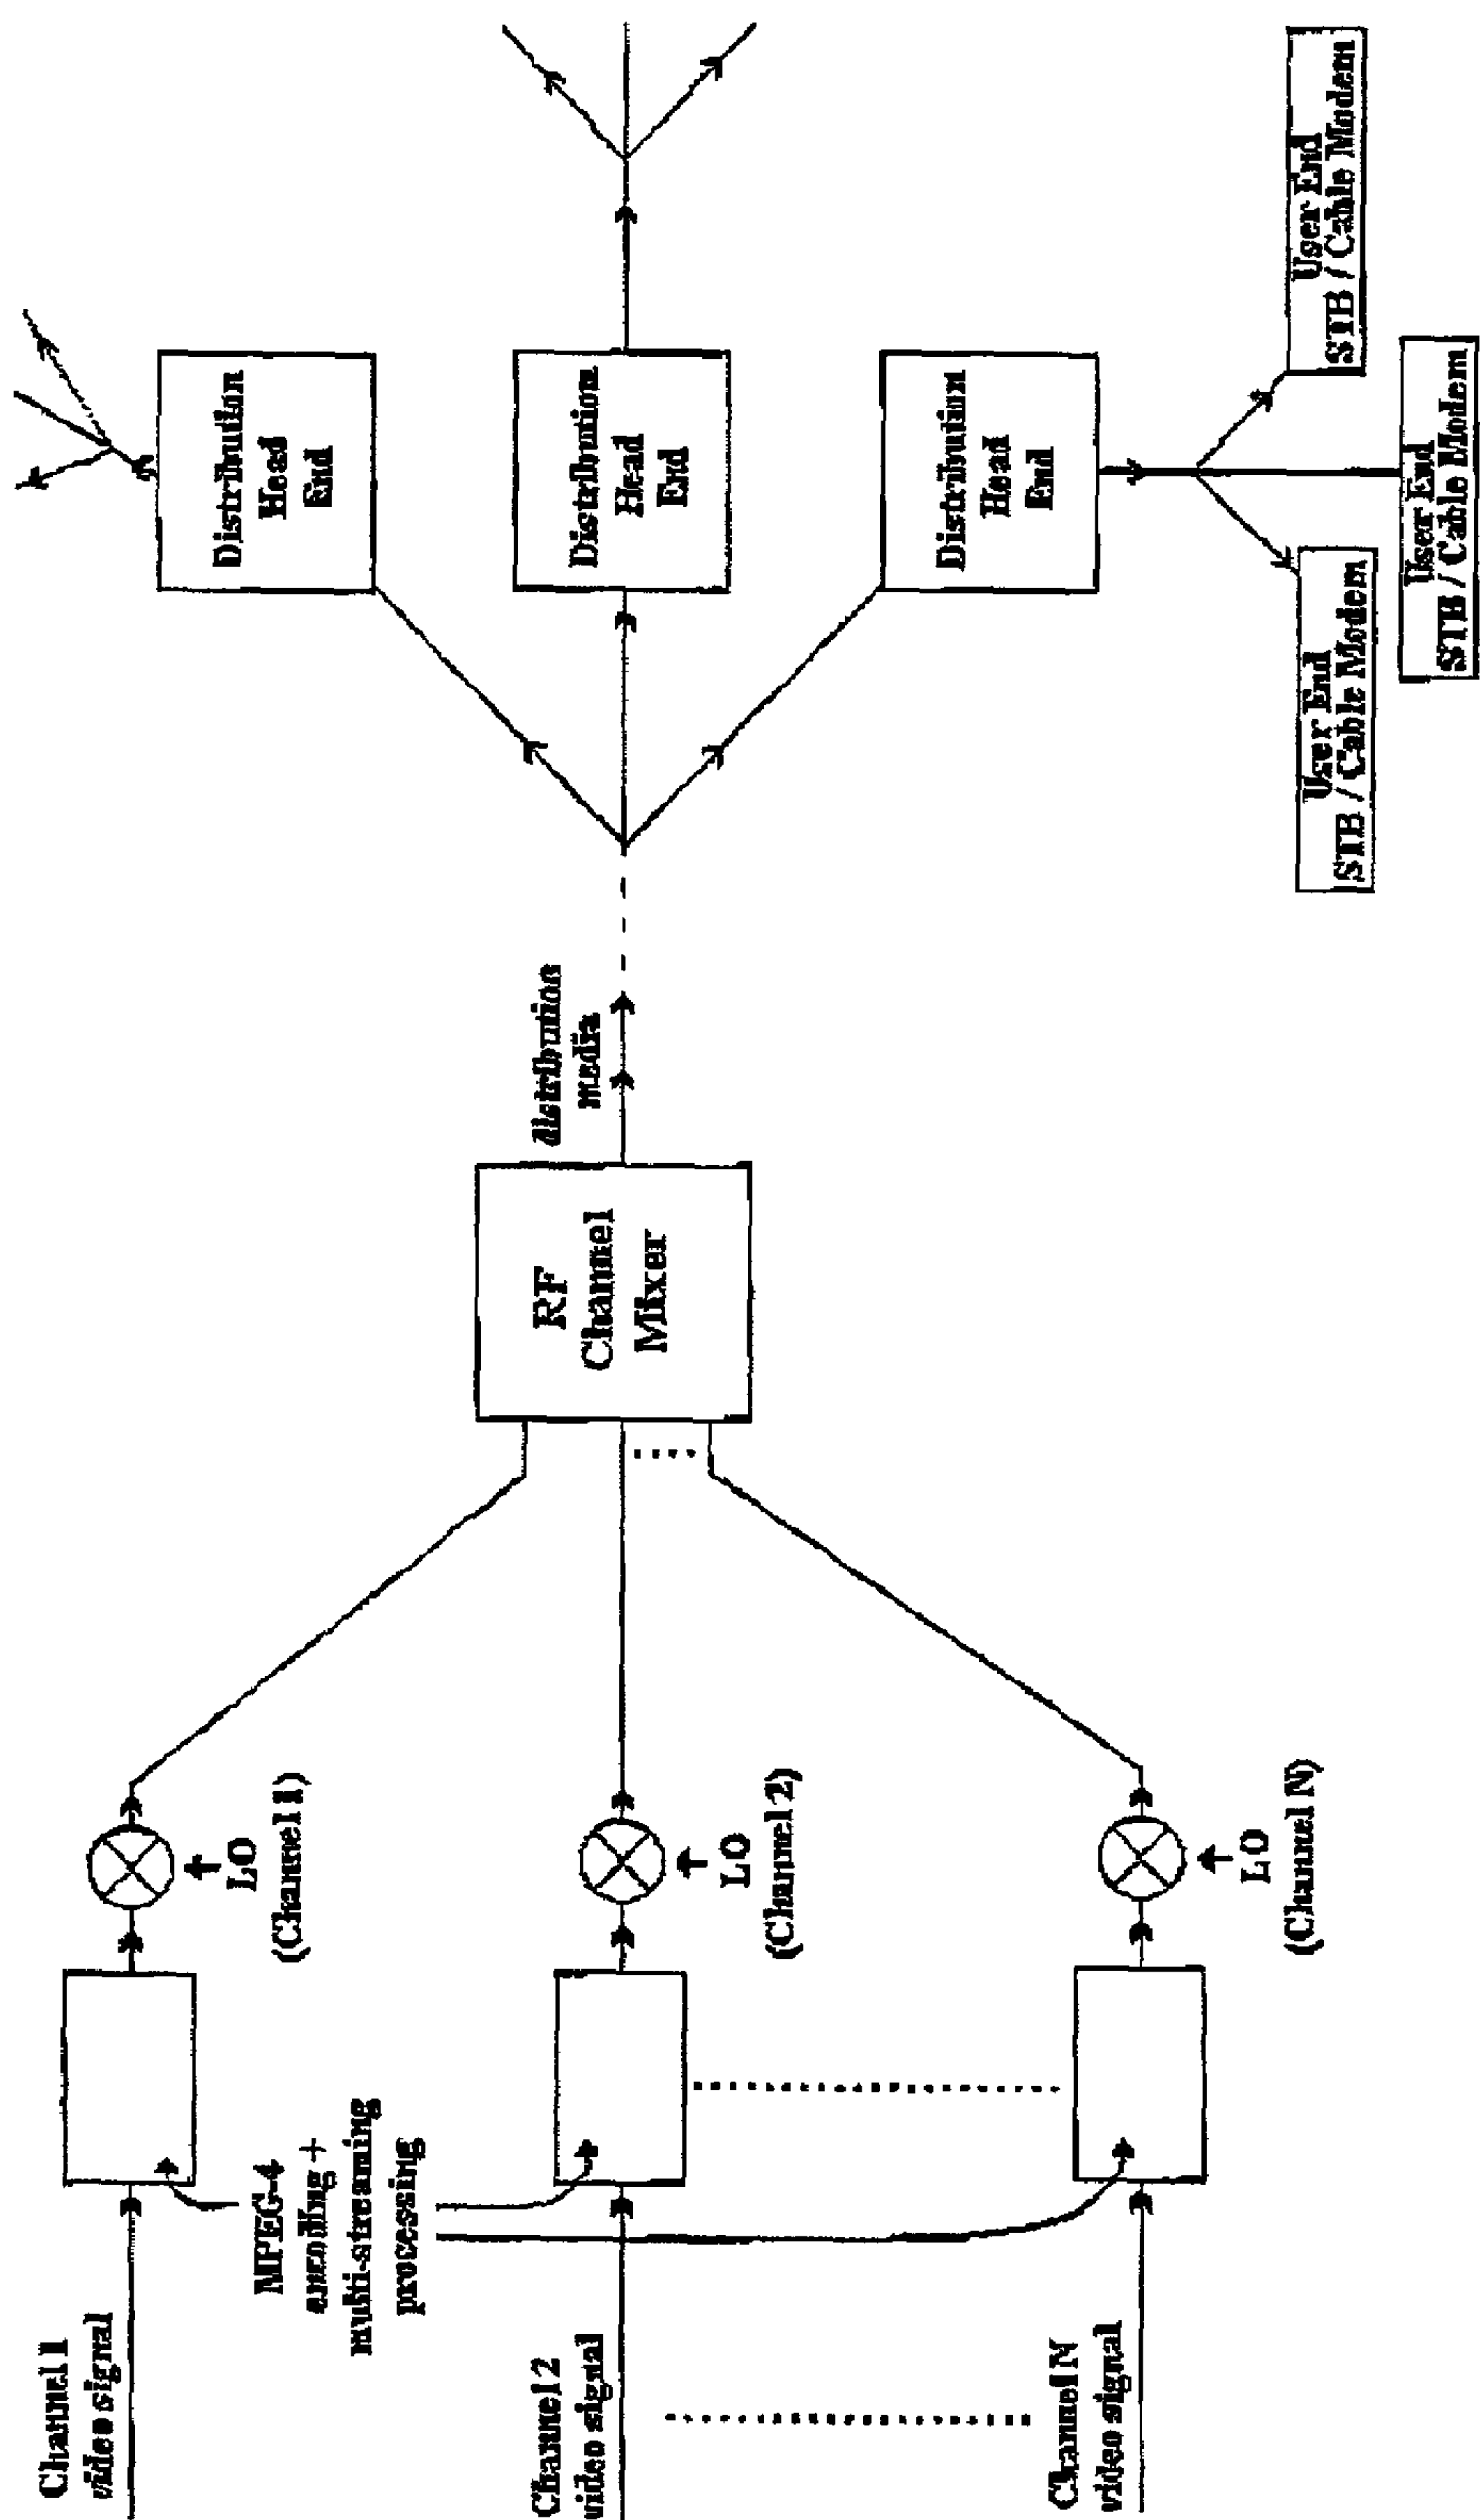 Channel 1
video signal
MPEG-4
encoding +
multi-streaming
processing
Channel 2
video signal
Channel N
video signal
LO
(Channel 1)
LO
(Channel 2)
LO
(Channel N)
RF
Channel
Mixer
distribution
media
Distribution
Head
End
Distribution
Head
End
Distribution
Head
End
User End
STB / Cable Modem
User End
STB / Cable Modem
User End
STB / Cable Modem